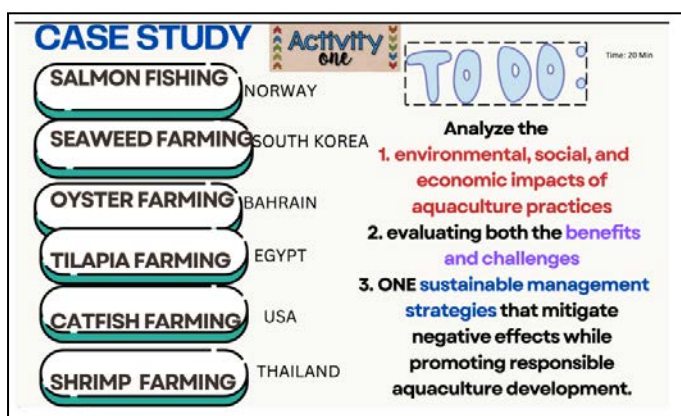 CASE STUDY
Activity
one
TO DO:
Time: 20 Min
SALMON FISHING
NORWAY
SEAWEED FARMING
SOUTH KOREA
OYSTER FARMING
BAHRAIN
TILAPIA FARMING
EGYPT
CATFISH FARMING
USA
SHRIMP FARMING
THAILAND
Analyze the
1. environmental, social, and
economic impacts of
aquaculture practices
2. evaluating both the benefits
and challenges
3. ONE sustainable management
strategies that mitigate
negative effects while
promoting responsible
aquaculture development.